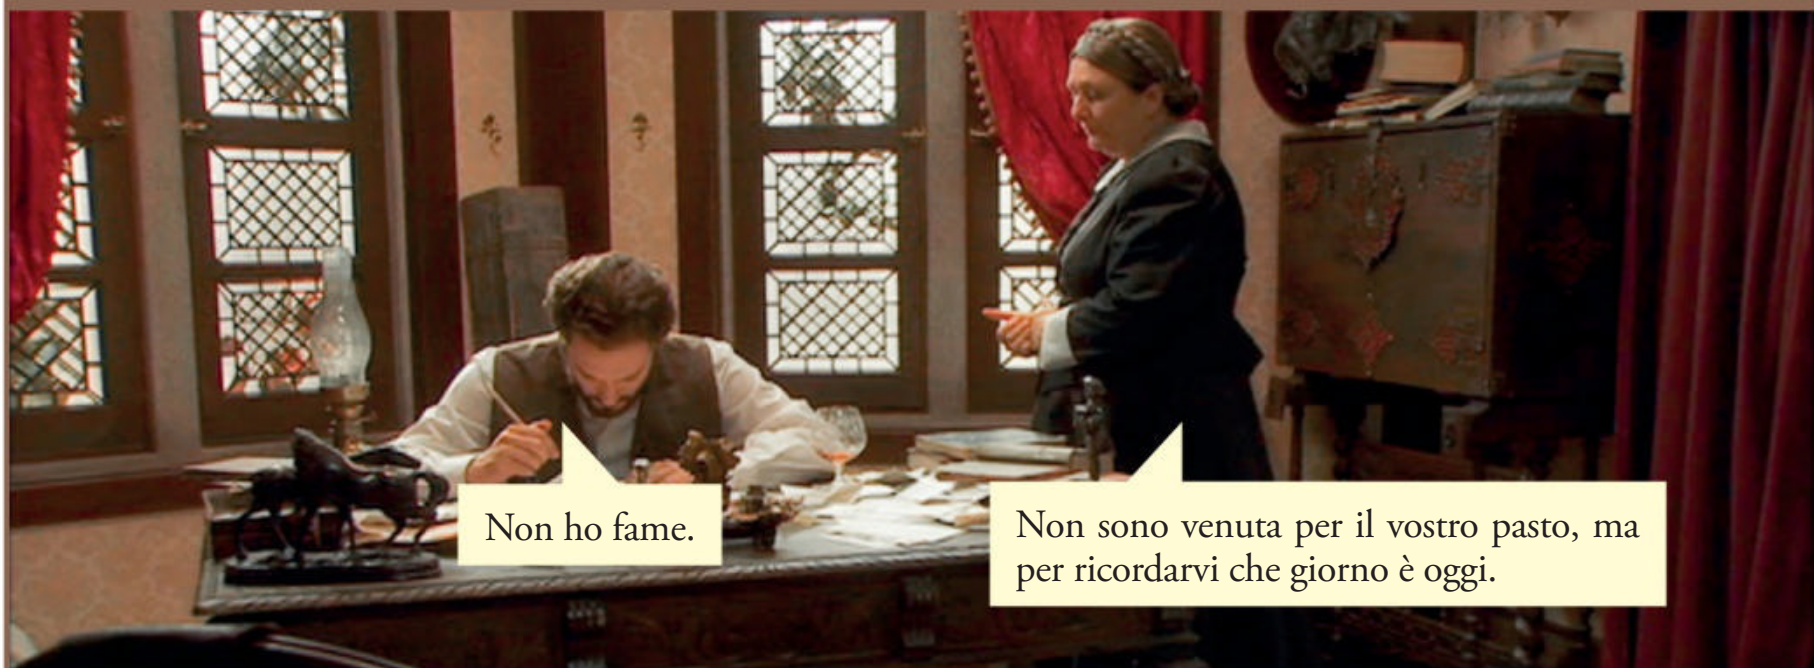 Non ho fame.
Non sono venuta per il vostro pasto, ma
per ricordarvi che giorno è oggi.